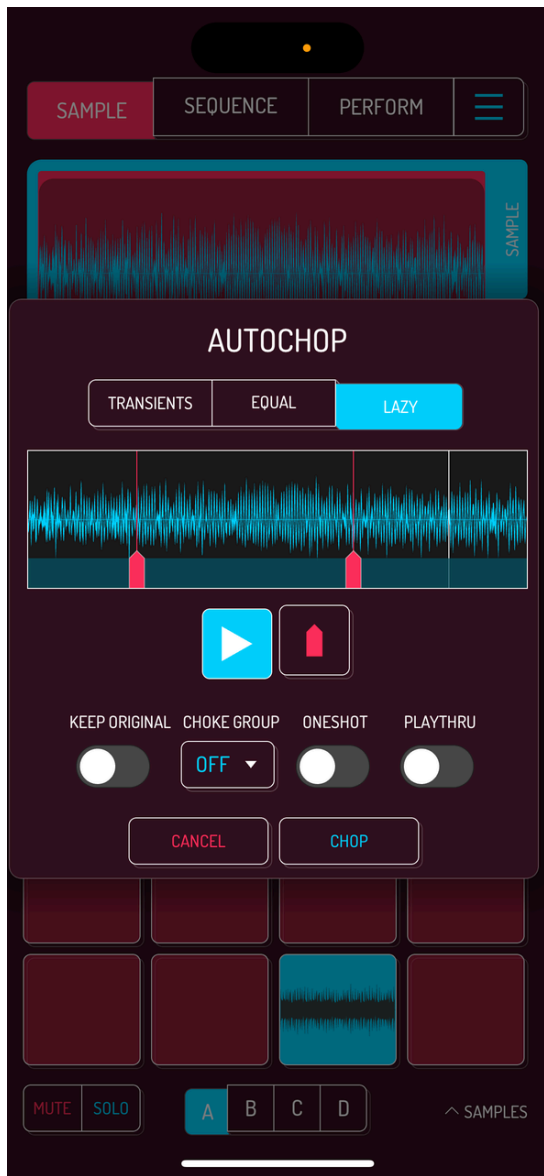 SAMPLE SEQUENCE PERFORM
SAMPLE
AUTOCHOP
TRANSIENTS EQUAL LAZY
KEEP ORIGINAL CHOKE GROUP ONESHOT PLAYTHRU
OFF
CANCEL CHOP
MUTE SOLO A B C D SAMPLES